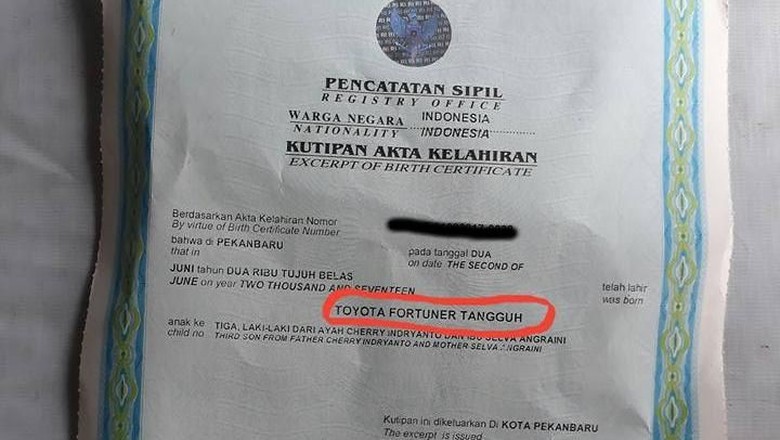 PENCATATAN SIPIL
REGISTRY OFFICE
WARGA NEGARA INDONESIA
NATIONALITY INDONESIA
KUTIPAN AKTA KELAHIRAN
EXCERPT OF BIRTH CERTIFICATE
Berdasarkan Akta Kelahiran Nomor
By virtue of Birth Certificate Number
bahwa di PEKANBARU pada tanggal DUA
that in on date THE SECOND OF
JUNI tahun DUA RIBU TUJUH BELAS telah lahir
JUNE on year TWO THOUSAND AND SEVENTEEN was born
TOYOTA FORTUNER TANGGUH
anak ke TIGA, LAKI-LAKI DARI AYAH CHERRY INDRYANTO DAN IBU SELVA ANGRAINI
child no THIRD SON FROM FATHER CHERRY INDRYANTO AND MOTHER SELVA ANGRAINI
Kutipan ini dikeluarkan Di KOTA PEKANBARU
The excerpt is issued